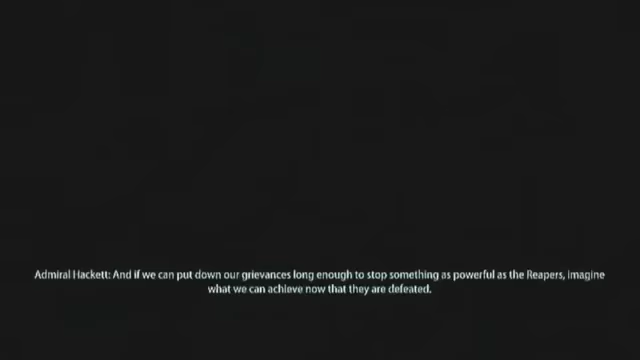 Admiral Hackett: And if we can put down our grievances long enough to stop something as powerful as the Reapers, imagine
what we can achieve now that they are defeated.